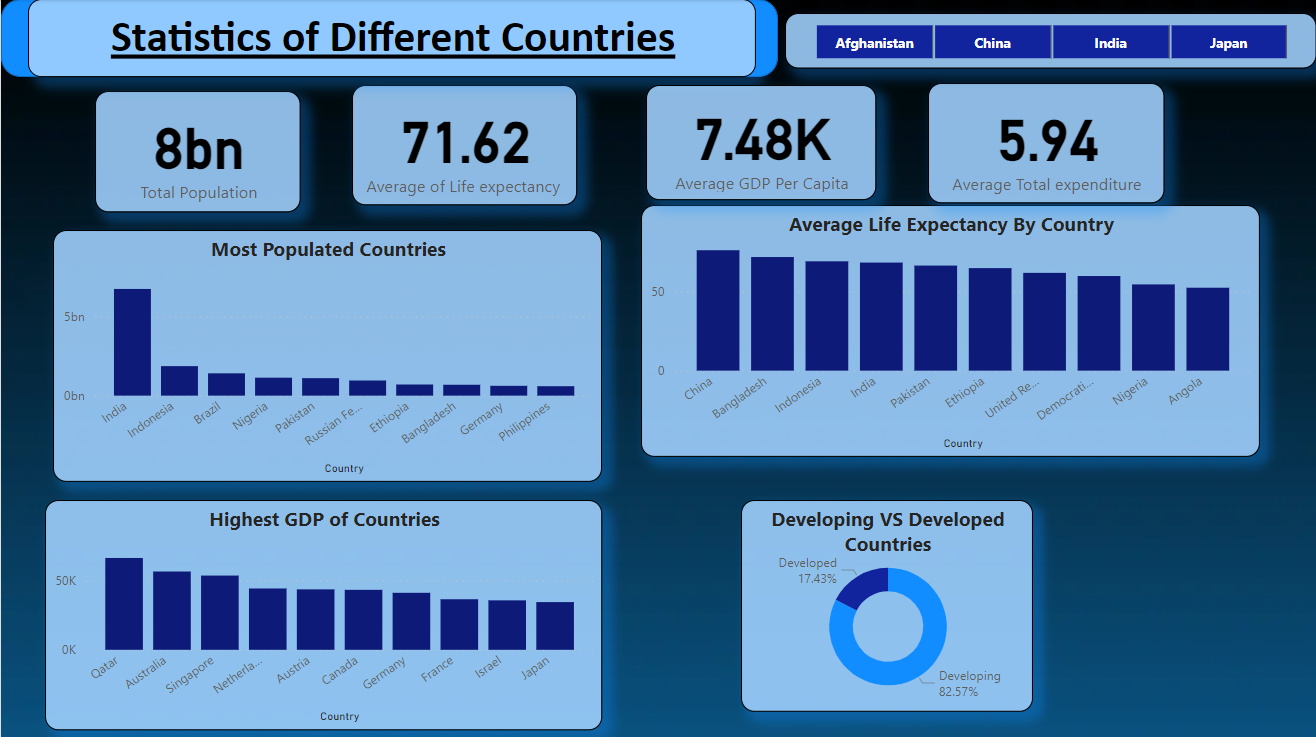 Statistics of Different Countries
Afghanistan China India Japan
8bn
Total Population
71.62
Average of Life expectancy
7.48K
Average GDP Per Capita
5.94
Average Total expenditure
Most Populated Countries
5bn
0bn
India Indonesia Brazil Nigeria Pakistan Russian Fe... Ethiopia Bangladesh Germany Philippines
Country
Average Life Expectancy By Country
50
0
China Bangladesh Indonesia India Pakistan Ethiopia United Re... Democrati... Nigeria Angola
Country
Highest GDP of Countries
50K
0K
Qatar Australia Singapore Netherla... Austria Canada Germany France Israel Japan
Country
Developing VS Developed
Countries
Developed
17.43%
Developing
82.57%